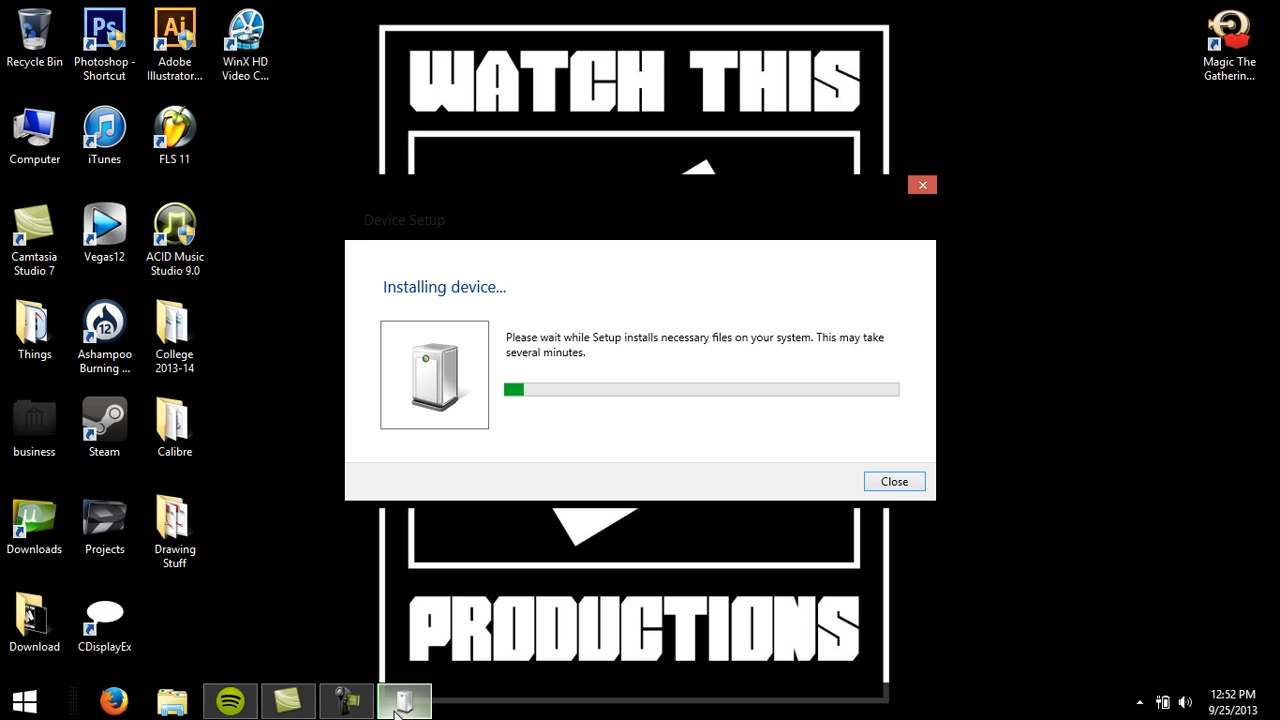 Recycle Bin
Photoshop -
Shortcut
Adobe
Illustrator...
WinX HD
Video C...
Magic The
Gatherin...
WATCH THIS
Computer
iTunes
FLS 11
Device Setup
Camtasia
Studio 7
Vegas12
ACID Music
Studio 9.0
Installing device...
Please wait while Setup installs necessary files on your system. This may take
several minutes.
Things
Ashampoo
Burning ...
College
2013-14
business
Steam
Calibre
Close
Downloads
Projects
Drawing
Stuff
PRODUCTIONS
Download
CDisplayEx
12:52 PM
9/25/2013
Ps
Ai
12
µ